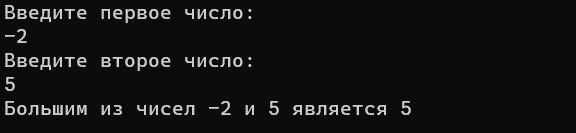 Введите первое число:
-2
Введите второе число:
5
Большим из чисел -2 и 5 является 5